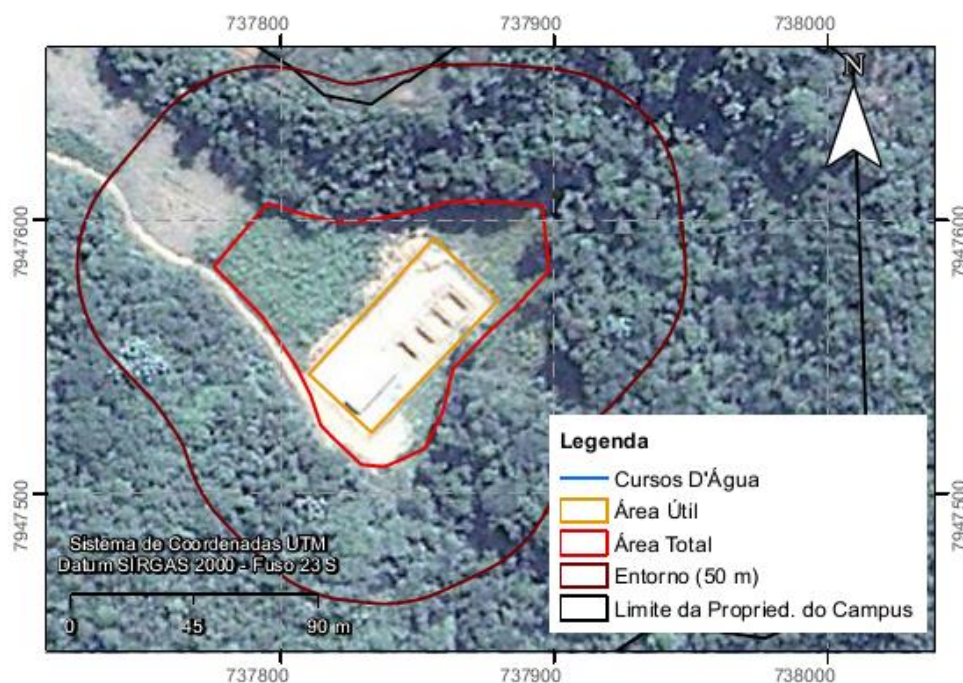 737800 737900 738000
N
7947600 7947600
7947500 7947500
Legenda
Cursos D'Água
Área Útil
Área Total
Entorno (50 m)
Limite da Propried. do Campus
Sistema de Coordenadas UTM
Datum SIRGAS 2000 - Fuso 23 S
0 45 90 m
737800 737900 738000